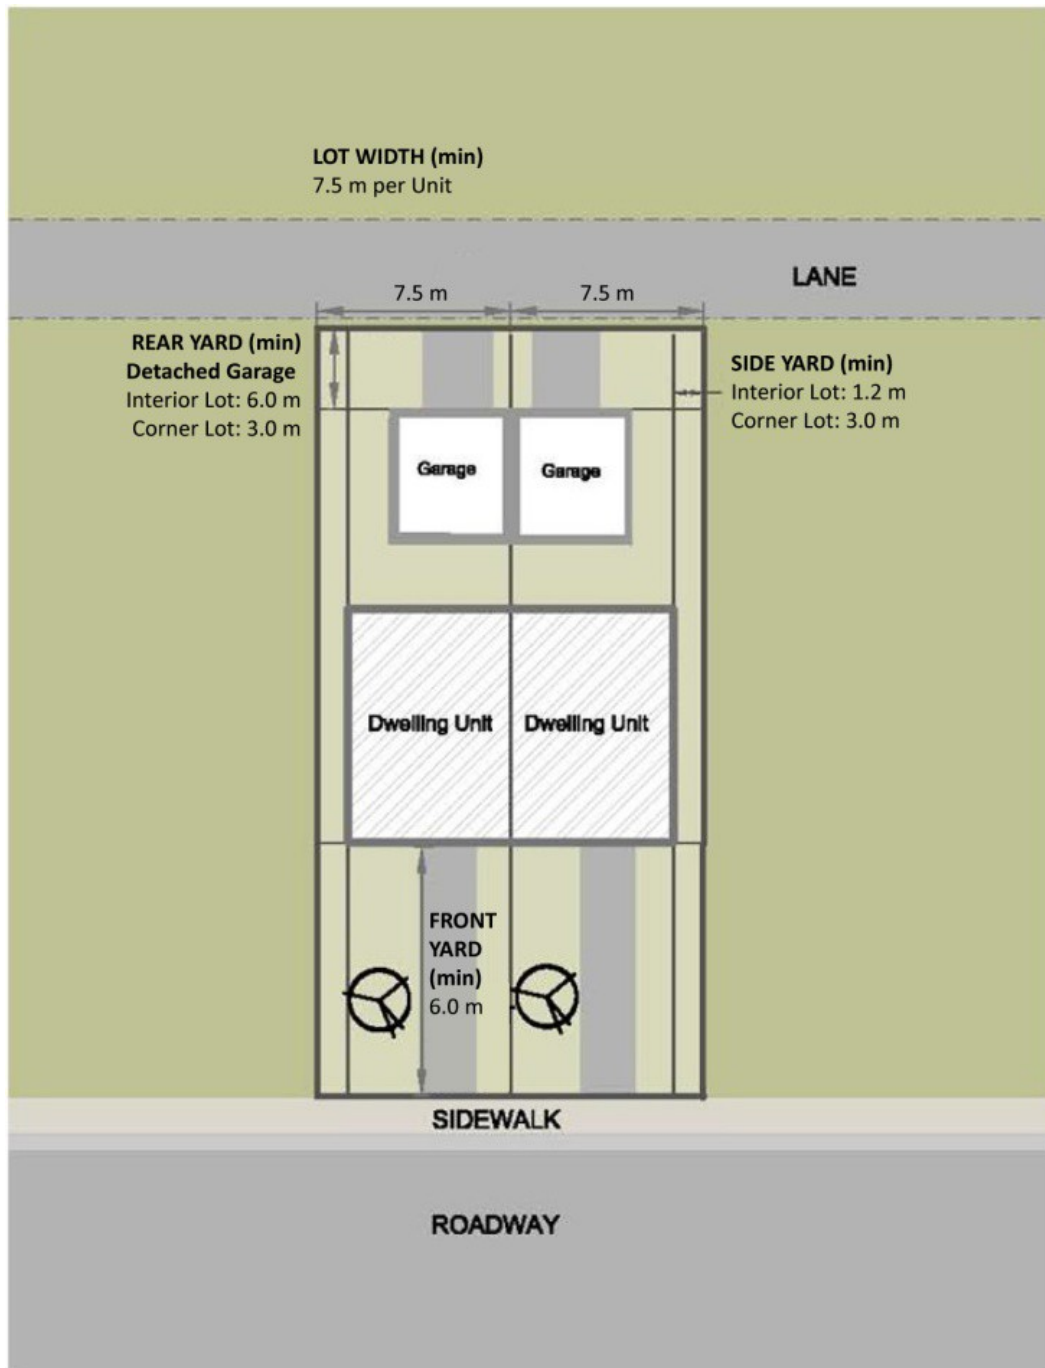 LOT WIDTH (min)
7.5 m per Unit
LANE
7.5 m
7.5 m
REAR YARD (min)
Detached Garage
Interior Lot: 6.0 m
Corner Lot: 3.0 m
SIDE YARD (min)
Interior Lot: 1.2 m
Corner Lot: 3.0 m
Garage
Garage
Dwelling Unit
Dwelling Unit
FRONT
YARD
(min)
6.0 m
SIDEWALK
ROADWAY